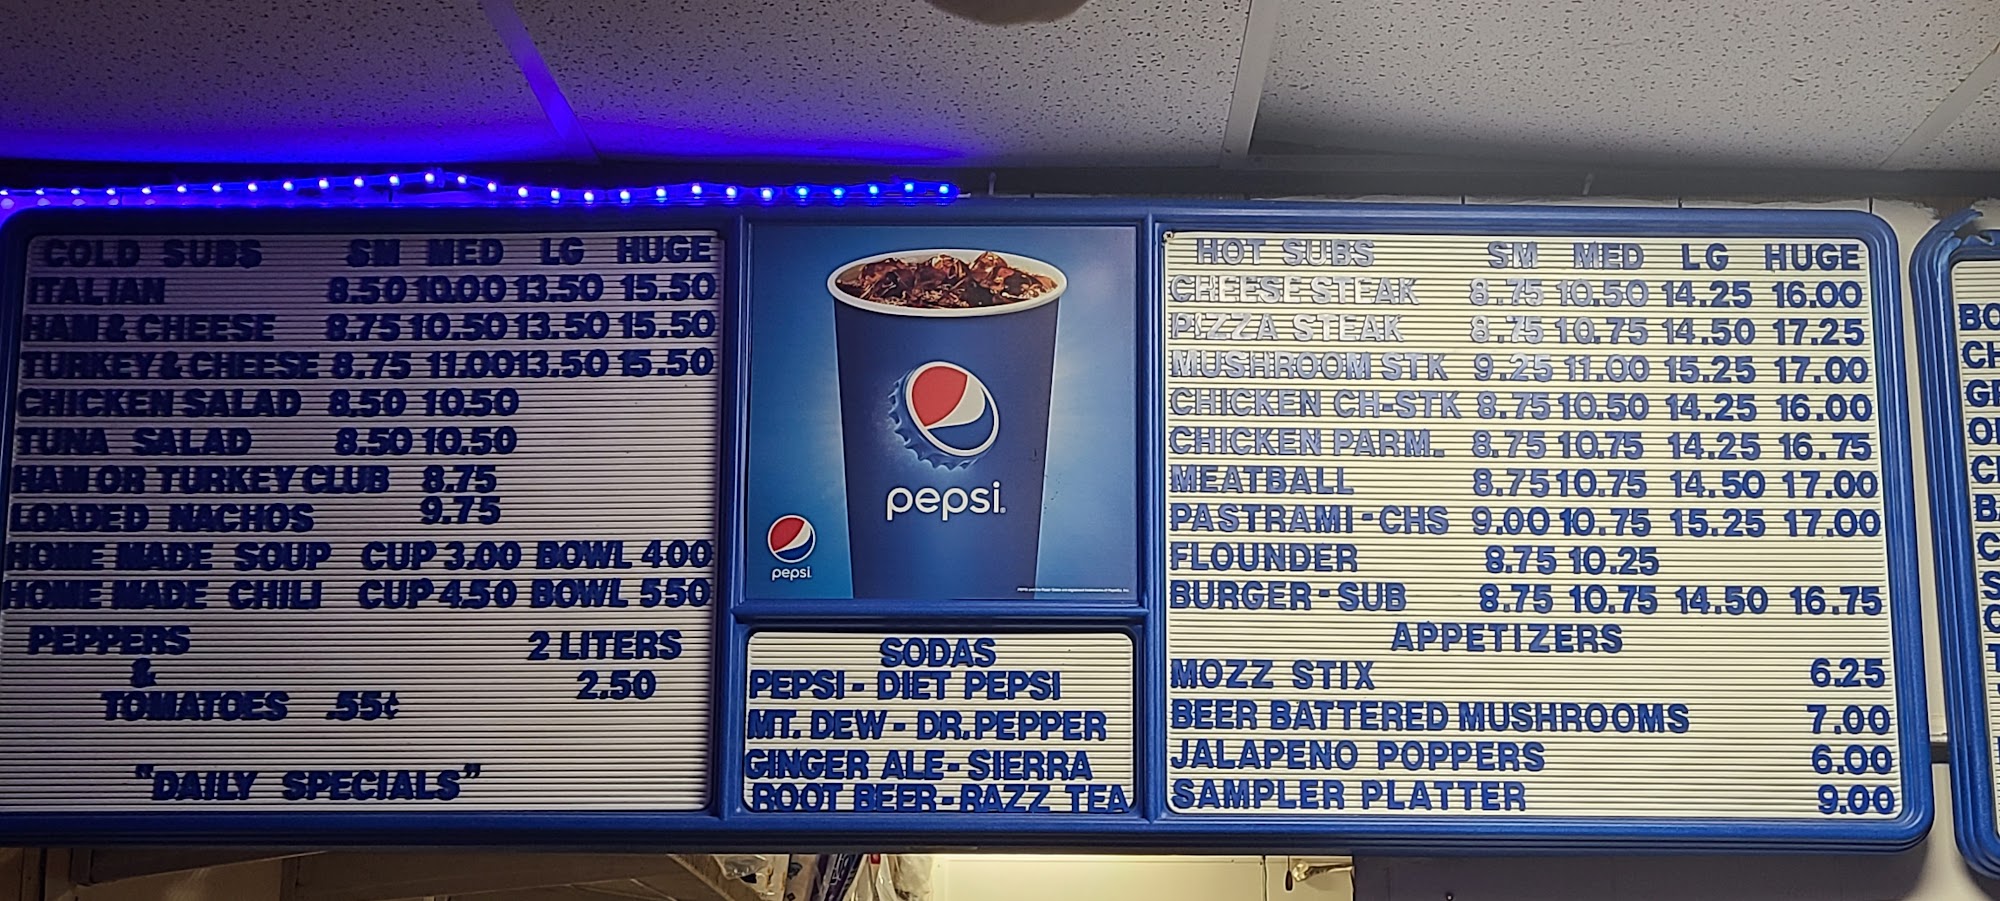 COLD SUBS SM MED LG HUGE
ITALIAN 8.50 10.00 13.50 15.50
HAM & CHEESE 8.75 10.50 13.50 15.50
TURKEY & CHEESE 8.75 11.00 13.50 15.50
CHICKEN SALAD 8.50 10.50
TUNA SALAD 8.50 10.50
HAM OR TURKEY CLUB 8.75
LOADED NACHOS 9.75
HOME MADE SOUP CUP 3.00 BOWL 400
HOME MADE CHILI CUP 4.50 BOWL 550
PEPPERS
&
TOMATOES .55¢
2 LITERS
2.50
"DAILY SPECIALS"
pepsi.
pepsi
SODAS
PEPSI - DIET PEPSI
MT. DEW - DR. PEPPER
GINGER ALE - SIERRA
ROOT BEER - RAZZ TEA
HOT SUBS SM MED LG HUGE
CHEESE STEAK 8.75 10.50 14.25 16.00
PIZZA STEAK 8.75 10.75 14.50 17.25
MUSHROOM STK 9.25 11.00 15.25 17.00
CHICKEN CH-STK 8.75 10.50 14.25 16.00
CHICKEN PARM. 8.75 10.75 14.25 16.75
MEATBALL 8.75 10.75 14.50 17.00
PASTRAMI - CHS 9.00 10.75 15.25 17.00
FLOUNDER 8.75 10.25
BURGER - SUB 8.75 10.75 14.50 16.75
APPETIZERS
MOZZ STIX 6.25
BEER BATTERED MUSHROOMS 7.00
JALAPENO POPPERS 6.00
SAMPLER PLATTER 9.00